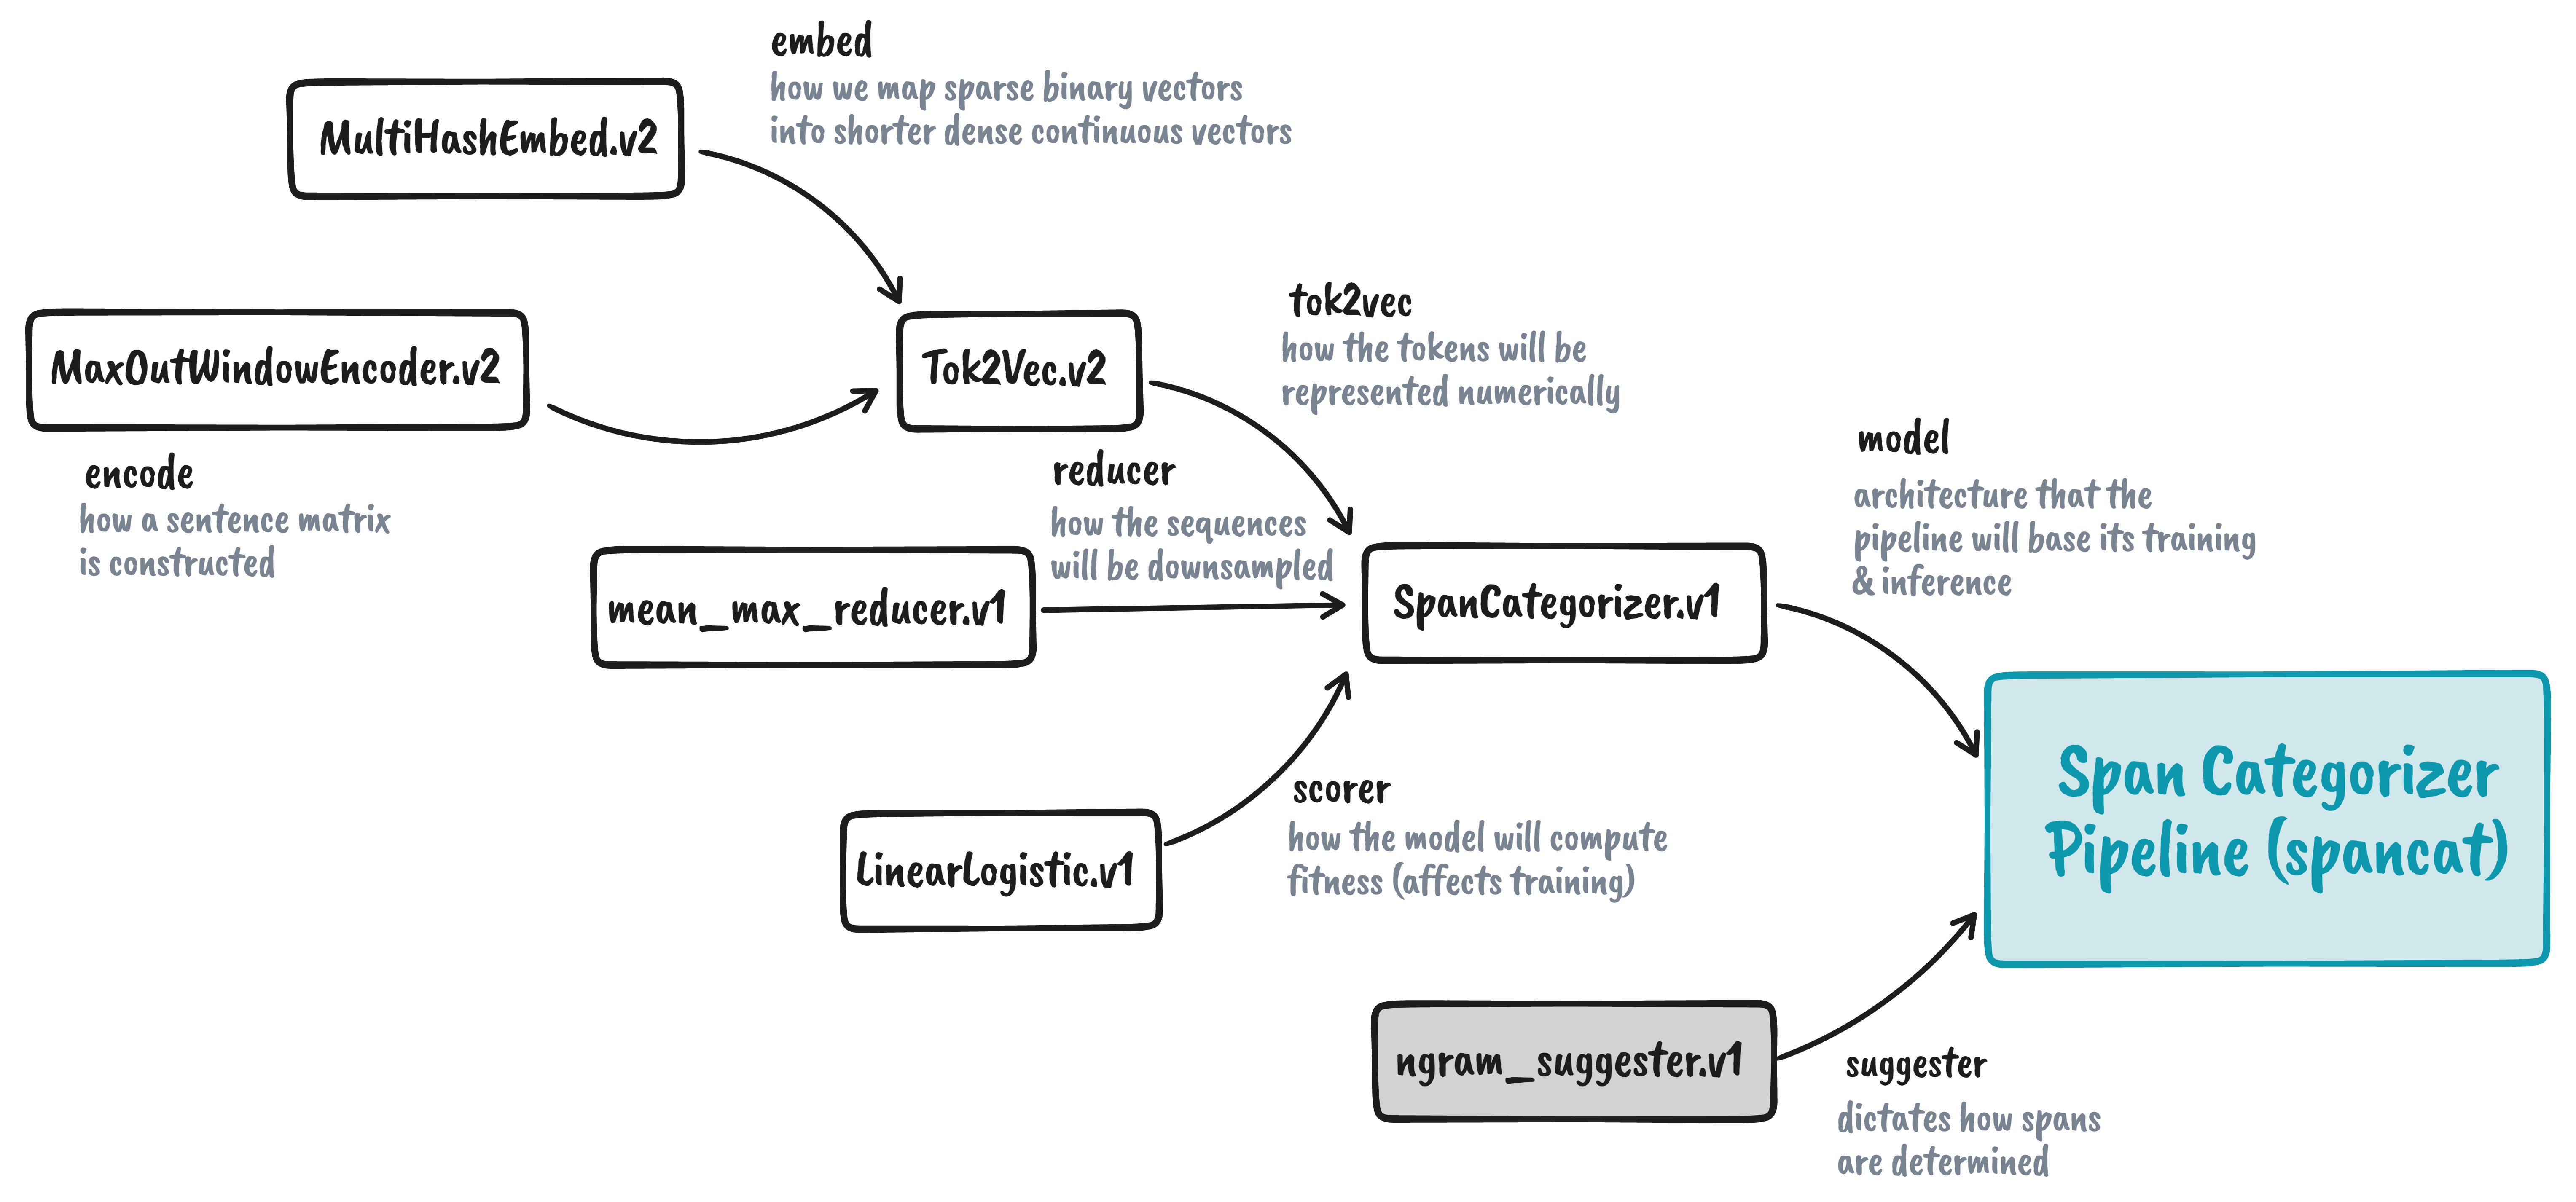 embed
how we map sparse binary vectors
into shorter dense continuous vectors
MultiHashEmbed.v2
MaxOutWindowEncoder.v2
encode
how a sentence matrix
is constructed
Tok2Vec.v2
tok2vec
how the tokens will be
represented numerically
reducer
how the sequences
will be downsampled
mean_max_reducer.v1
SpanCategorizer.v1
model
architecture that the
pipeline will base its training
& inference
LinearLogistic.v1
scorer
how the model will compute
fitness (affects training)
Span Categorizer
Pipeline (spancat)
ngram_suggester.v1
suggester
dictates how spans
are determined